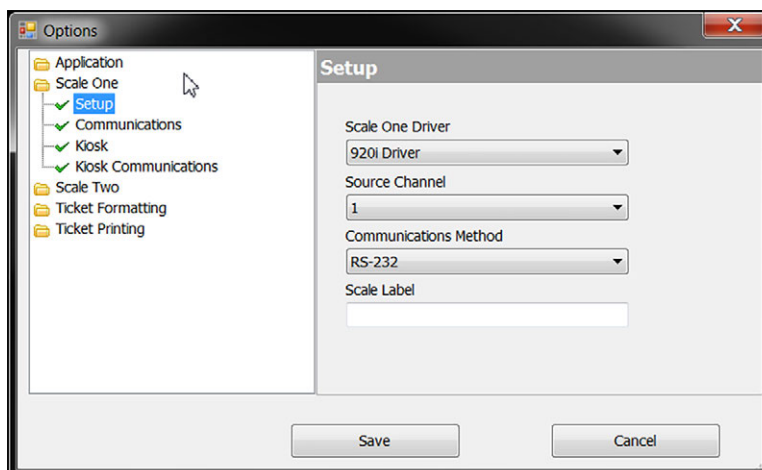 Options
X
Application
Scale One
Setup
Communications
Kiosk
Kiosk Communications
Scale Two
Ticket Formatting
Ticket Printing
Setup
Scale One Driver
920i Driver
Source Channel
1
Communications Method
RS-232
Scale Label
Save
Cancel